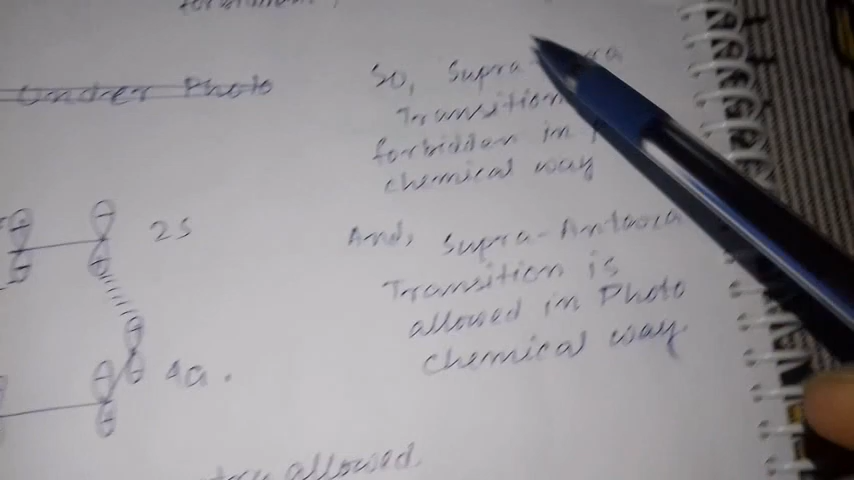 Under Photo
So, Supra
Transition
forbidden in
chemical way
2s
And, Supra-Antara
Transition is
allowed in Photo
chemical way.
4a.
allowed.